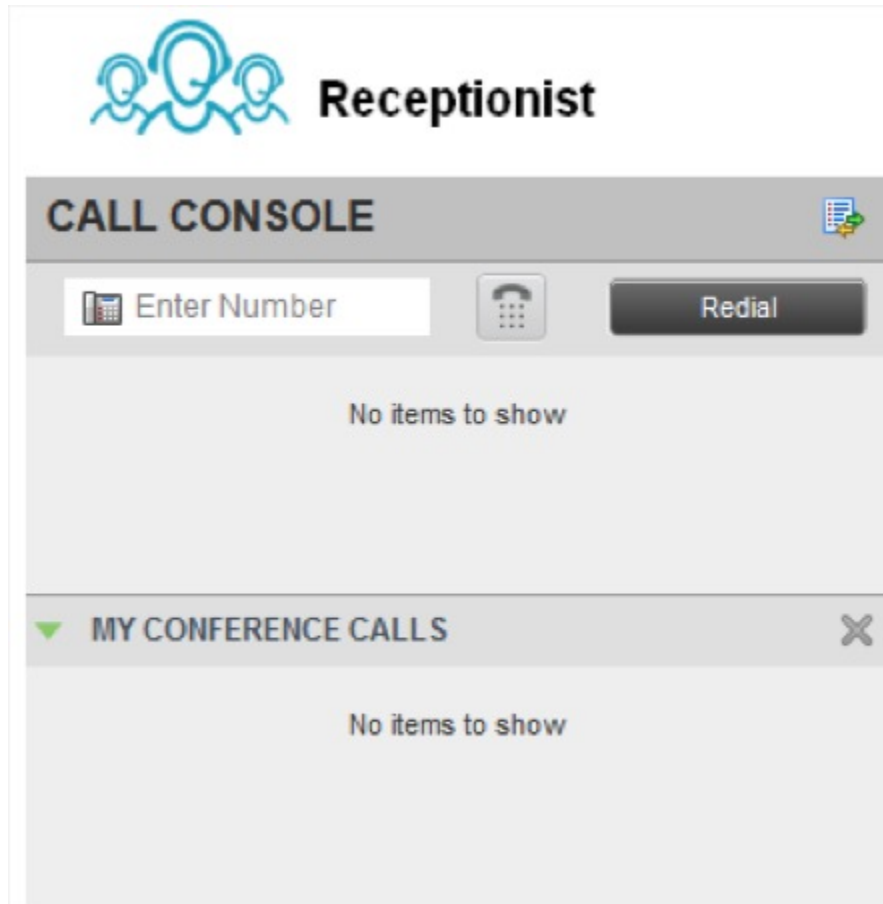 Receptionist
CALL CONSOLE
Enter Number
Redial
No items to show
MY CONFERENCE CALLS
No items to show